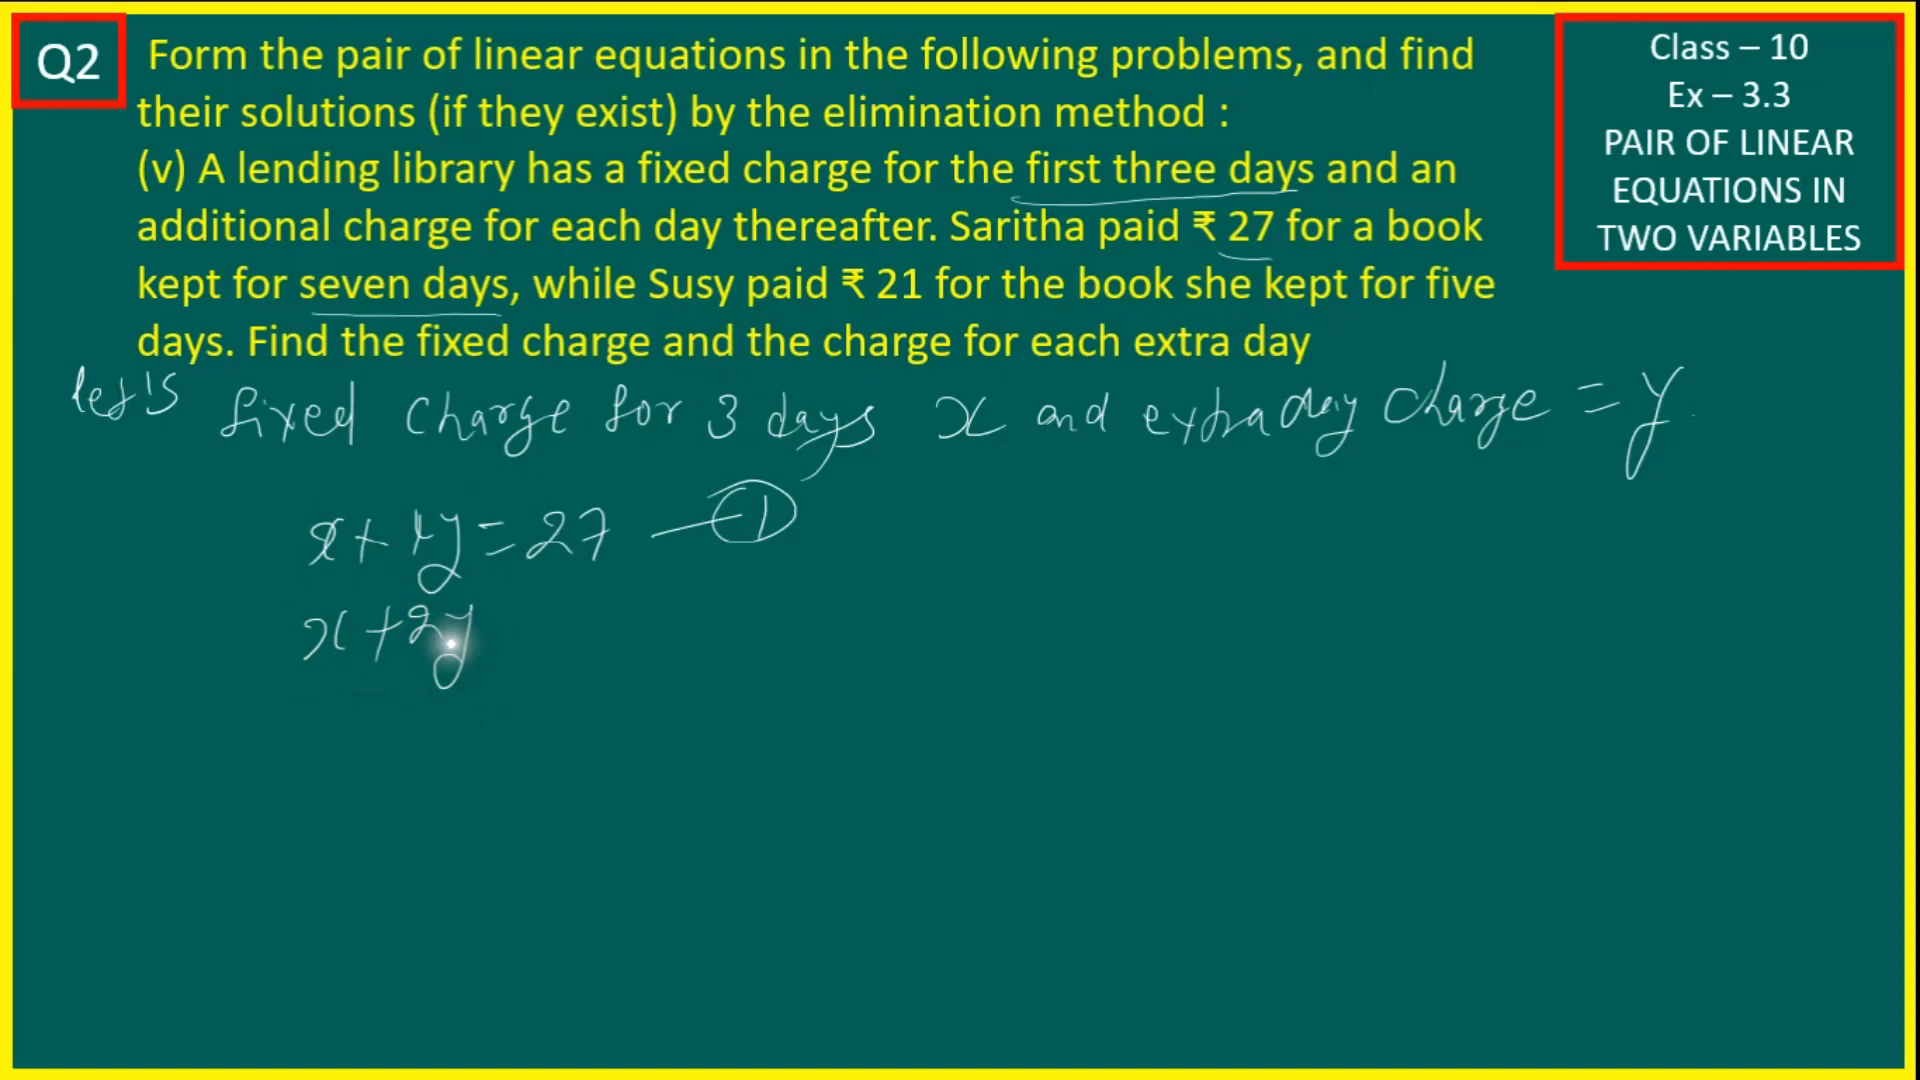 Q2
Form the pair of linear equations in the following problems, and find
their solutions (if they exist) by the elimination method :
(v) A lending library has a fixed charge for the first three days and an
additional charge for each day thereafter. Saritha paid ₹ 27 for a book
kept for seven days, while Susy paid ₹ 21 for the book she kept for five
days. Find the fixed charge and the charge for each extra day
Class – 10
Ex – 3.3
PAIR OF LINEAR
EQUATIONS IN
TWO VARIABLES
let's fixed charge for 3 days x and extra day charge = y
x + 4y = 27 — ①
x + 2y